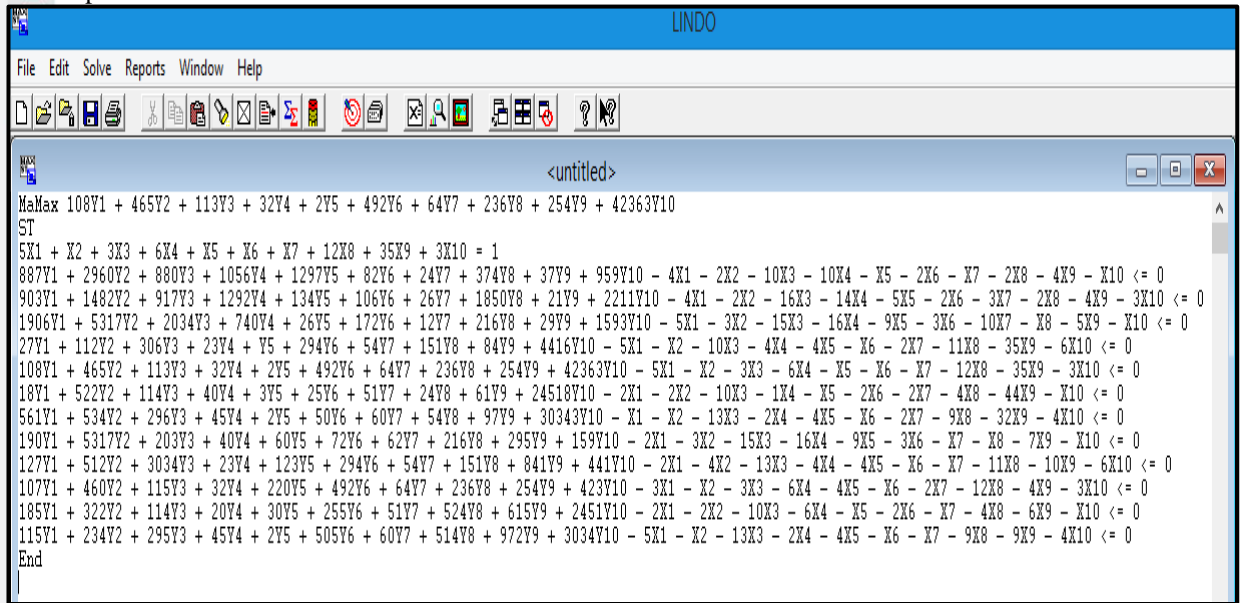 LINDO
File Edit Solve Reports Window Help
<untitled>
MaMax 108Y1 + 465Y2 + 113Y3 + 32Y4 + 2Y5 + 492Y6 + 64Y7 + 236Y8 + 254Y9 + 42363Y10
ST
5X1 + X2 + 3X3 + 6X4 + X5 + X6 + X7 + 12X8 + 35X9 + 3X10 = 1
887Y1 + 2960Y2 + 880Y3 + 1056Y4 + 1297Y5 + 82Y6 + 24Y7 + 374Y8 + 37Y9 + 959Y10 - 4X1 - 2X2 - 10X3 - 10X4 - X5 - 2X6 - X7 - 2X8 - 4X9 - X10 <= 0
903Y1 + 1482Y2 + 917Y3 + 1292Y4 + 134Y5 + 106Y6 + 26Y7 + 1850Y8 + 21Y9 + 2211Y10 - 4X1 - 2X2 - 16X3 - 14X4 - 5X5 - 2X6 - 3X7 - 2X8 - 4X9 - 3X10 <= 0
1906Y1 + 5317Y2 + 2034Y3 + 740Y4 + 26Y5 + 172Y6 + 12Y7 + 216Y8 + 29Y9 + 1593Y10 - 5X1 - 3X2 - 15X3 - 16X4 - 9X5 - 3X6 - 10X7 - X8 - 5X9 - X10 <= 0
27Y1 + 112Y2 + 306Y3 + 23Y4 + Y5 + 294Y6 + 54Y7 + 151Y8 + 84Y9 + 4416Y10 - 5X1 - X2 - 10X3 - 4X4 - 4X5 - X6 - 2X7 - 11X8 - 35X9 - 6X10 <= 0
108Y1 + 465Y2 + 113Y3 + 32Y4 + 2Y5 + 492Y6 + 64Y7 + 236Y8 + 254Y9 + 42363Y10 - 5X1 - X2 - 3X3 - 6X4 - X5 - X6 - X7 - 12X8 - 35X9 - 3X10 <= 0
18Y1 + 522Y2 + 114Y3 + 40Y4 + 3Y5 + 25Y6 + 51Y7 + 24Y8 + 61Y9 + 24518Y10 - 2X1 - 2X2 - 10X3 - 1X4 - X5 - 2X6 - 2X7 - 4X8 - 44X9 - X10 <= 0
561Y1 + 534Y2 + 296Y3 + 45Y4 + 2Y5 + 50Y6 + 60Y7 + 54Y8 + 97Y9 + 30343Y10 - X1 - X2 - 13X3 - 2X4 - 4X5 - X6 - 2X7 - 9X8 - 32X9 - 4X10 <= 0
190Y1 + 5317Y2 + 203Y3 + 40Y4 + 60Y5 + 72Y6 + 62Y7 + 216Y8 + 295Y9 + 159Y10 - 2X1 - 3X2 - 15X3 - 16X4 - 9X5 - 3X6 - X7 - X8 - 7X9 - X10 <= 0
127Y1 + 512Y2 + 3034Y3 + 23Y4 + 123Y5 + 294Y6 + 54Y7 + 151Y8 + 841Y9 + 441Y10 - 2X1 - 4X2 - 13X3 - 4X4 - 4X5 - X6 - X7 - 11X8 - 10X9 - 6X10 <= 0
107Y1 + 460Y2 + 115Y3 + 32Y4 + 220Y5 + 492Y6 + 64Y7 + 236Y8 + 254Y9 + 423Y10 - 3X1 - X2 - 3X3 - 6X4 - 4X5 - X6 - 2X7 - 12X8 - 4X9 - 3X10 <= 0
185Y1 + 322Y2 + 114Y3 + 20Y4 + 30Y5 + 255Y6 + 51Y7 + 524Y8 + 615Y9 + 2451Y10 - 2X1 - 2X2 - 10X3 - 6X4 - X5 - 2X6 - X7 - 4X8 - 6X9 - X10 <= 0
115Y1 + 234Y2 + 295Y3 + 45Y4 + 2Y5 + 505Y6 + 60Y7 + 514Y8 + 972Y9 + 3034Y10 - 5X1 - X2 - 13X3 - 2X4 - 4X5 - X6 - X7 - 9X8 - 9X9 - 4X10 <= 0
End